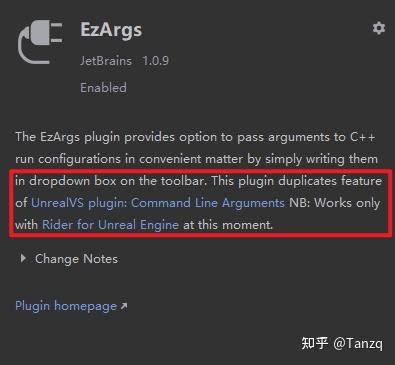 EzArgs
JetBrains 1.0.9
Enabled
The EzArgs plugin provides option to pass arguments to C++
run configurations in convenient matter by simply writing them
in dropdown box on the toolbar. This plugin duplicates feature
of UnrealVS plugin: Command Line Arguments NB: Works only
with Rider for Unreal Engine at this moment.
Change Notes
Plugin homepage ↗
知乎 @Tanzq